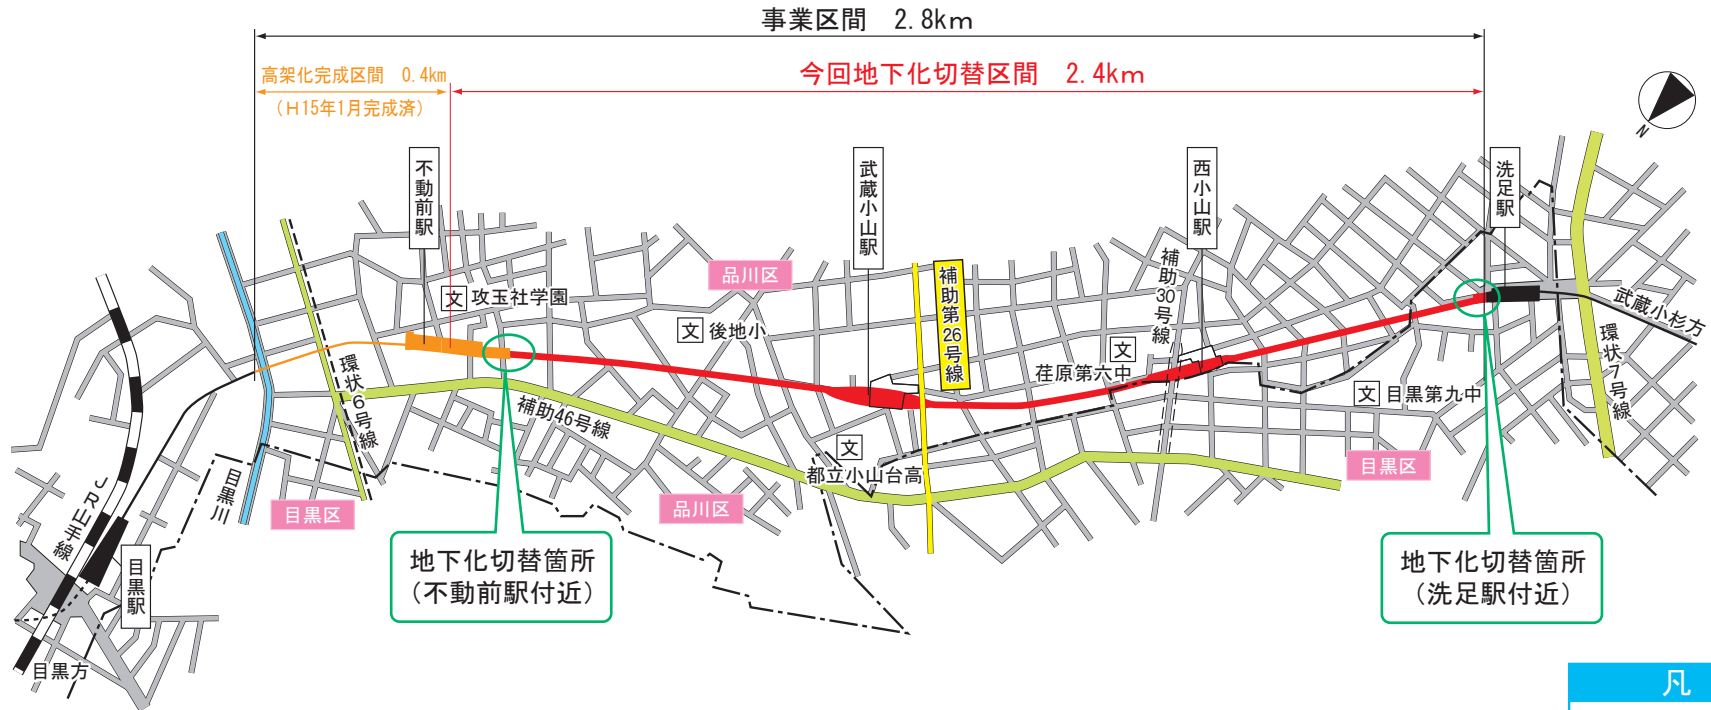 事業区間 2.8km
高架化完成区間 0.4km
（H15年1月完成済）
今回地下化切替区間 2.4km
N
不動前駅
武蔵小山駅
西小山駅
洗足駅
品川区
文 攻玉社学園
文 後地小
補助第26号線
補助30号線
文
荏原第六中
武蔵小杉方
環状7号線
環状6号線
補助46号線
文 目黒第九中
文
都立小山台高
目黒区
目黒川
目黒区
品川区
JR山手線
目黒駅
目黒方
地下化切替箇所
（不動前駅付近）
地下化切替箇所
（洗足駅付近）
凡